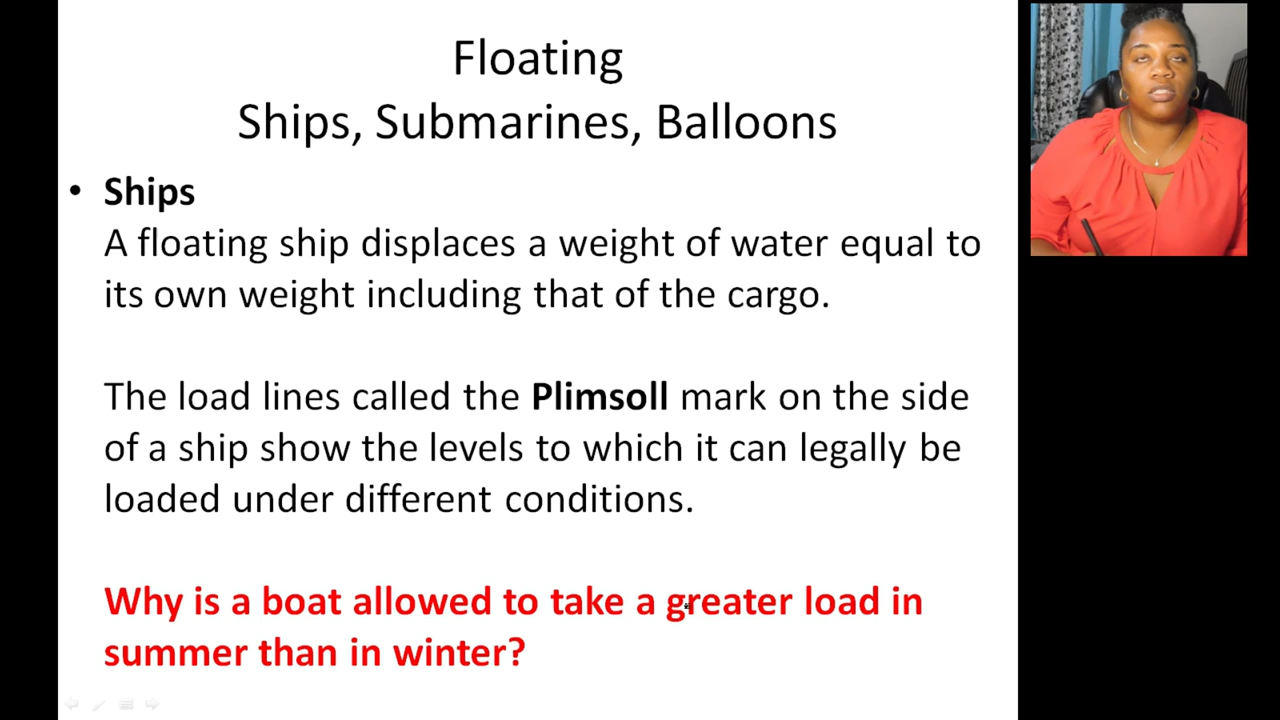 Floating
Ships, Submarines, Balloons
• Ships
A floating ship displaces a weight of water equal to
its own weight including that of the cargo.
The load lines called the Plimsoll mark on the side
of a ship show the levels to which it can legally be
loaded under different conditions.
Why is a boat allowed to take a greater load in
summer than in winter?